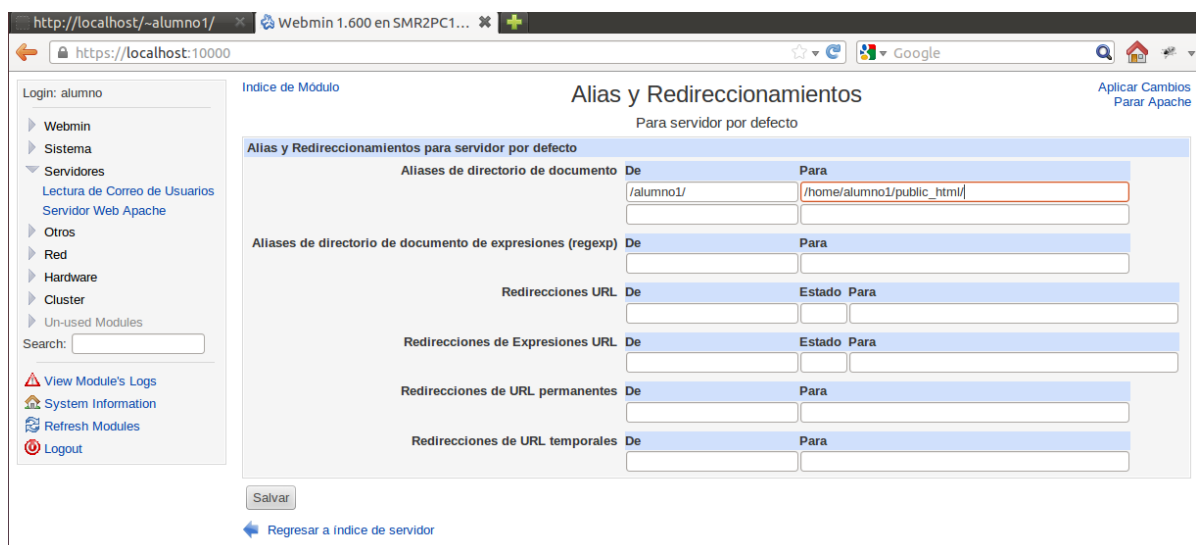 http://localhost/~alumno1/ Webmin 1.600 en SMR2PC1...
https://localhost:10000 Google
Login: alumno
Webmin
Sistema
Servidores
Lectura de Correo de Usuarios
Servidor Web Apache
Otros
Red
Hardware
Cluster
Un-used Modules
Search:
View Module's Logs
System Information
Refresh Modules
Logout
Indice de Módulo
Alias y Redireccionamientos
Para servidor por defecto
Aplicar Cambios
Parar Apache
Alias y Redireccionamientos para servidor por defecto
Aliases de directorio de documento De Para
/alumno1/ /home/alumno1/public_html/
Aliases de directorio de documento de expresiones (regexp) De Para
Redirecciones URL De Estado Para
Redirecciones de Expresiones URL De Estado Para
Redirecciones de URL permanentes De Para
Redirecciones de URL temporales De Para
Salvar
Regresar a índice de servidor